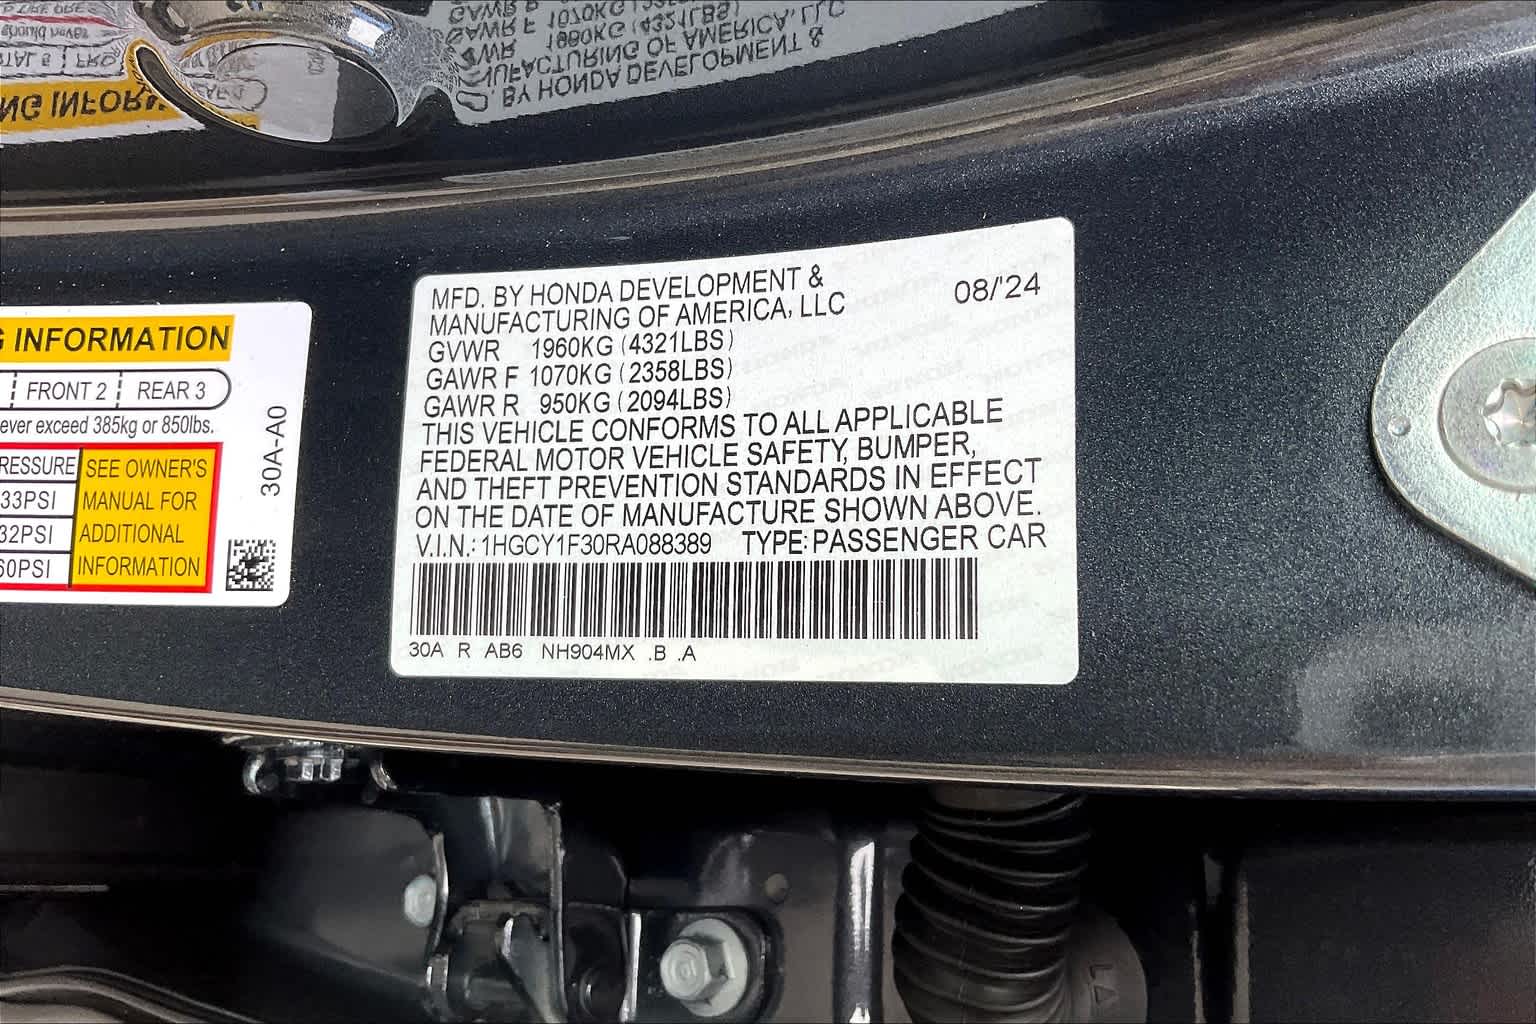 G INFORMATION
FRONT 2 REAR 3
ever exceed 385kg or 850lbs.
RESSURE
33PSI
32PSI
60PSI
SEE OWNER'S
MANUAL FOR
ADDITIONAL
INFORMATION
30A-A0
MFD. BY HONDA DEVELOPMENT &
MANUFACTURING OF AMERICA, LLC
08/'24
GVWR 1960KG (4321LBS)
GAWR F 1070KG (2358LBS)
GAWR R 950KG (2094LBS)
THIS VEHICLE CONFORMS TO ALL APPLICABLE
FEDERAL MOTOR VEHICLE SAFETY, BUMPER,
AND THEFT PREVENTION STANDARDS IN EFFECT
ON THE DATE OF MANUFACTURE SHOWN ABOVE.
V.I.N.: 1HGCY1F30RA088389 TYPE: PASSENGER CAR
30A R AB6 NH904MX .B .A